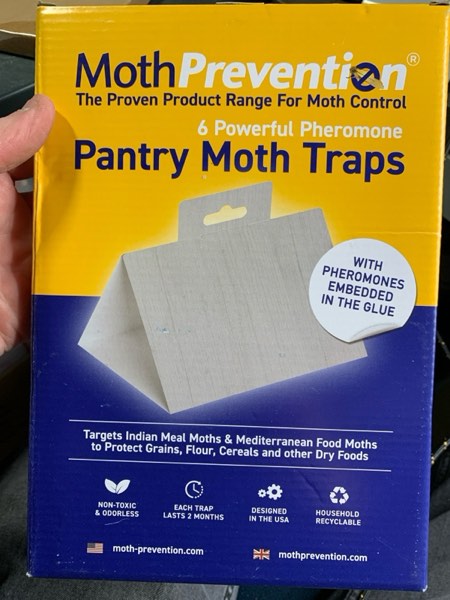 MothPrevention®
The Proven Product Range For Moth Control
6 Powerful Pheromone
Pantry Moth Traps
WITH
PHEROMONES
EMBEDDED
IN THE GLUE
Targets Indian Meal Moths & Mediterranean Food Moths
to Protect Grains, Flour, Cereals and other Dry Foods
NON-TOXIC
& ODORLESS
EACH TRAP
LASTS 2 MONTHS
DESIGNED
IN THE USA
HOUSEHOLD
RECYCLABLE
moth-prevention.com
mothprevention.com